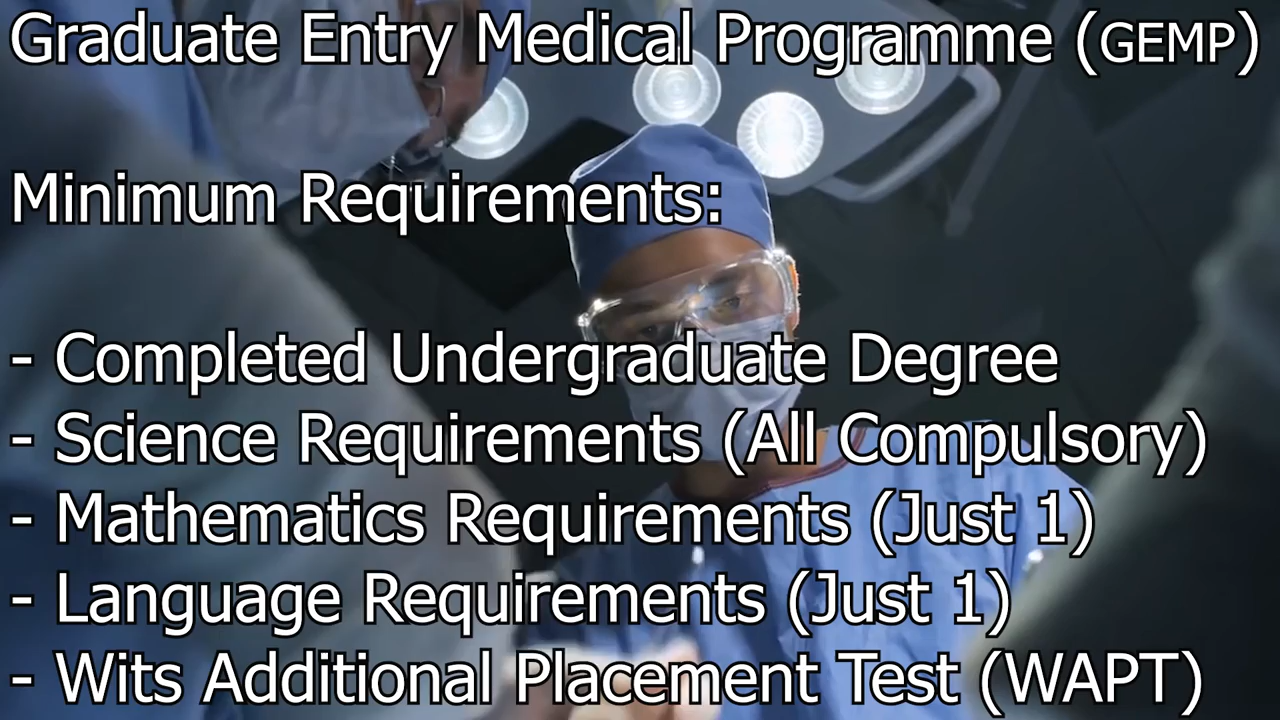 Graduate Entry Medical Programme (GEMP)
Minimum Requirements:
- Completed Undergraduate Degree
- Science Requirements (All Compulsory)
- Mathematics Requirements (Just 1)
- Language Requirements (Just 1)
- Wits Additional Placement Test (WAPT)